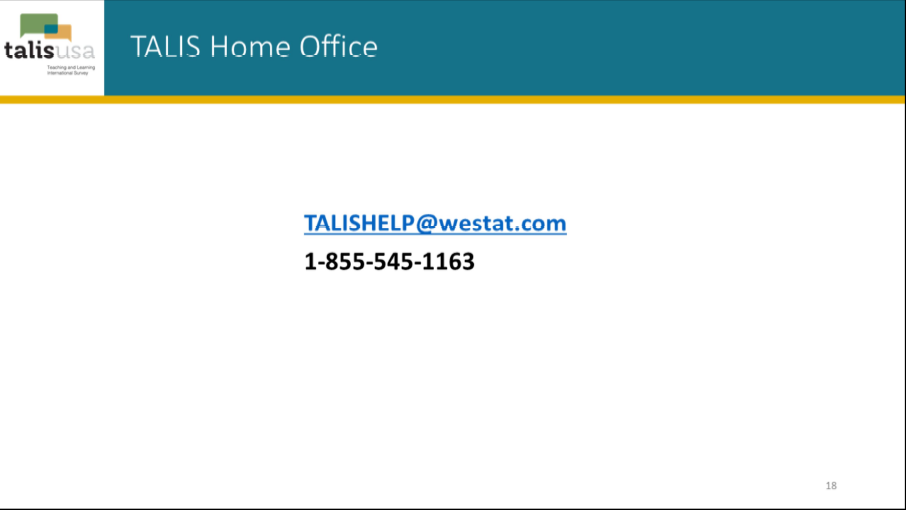 talisusa
Teaching and Learning
International Survey
TALIS Home Office
TALISHELP@westat.com
1-855-545-1163
18